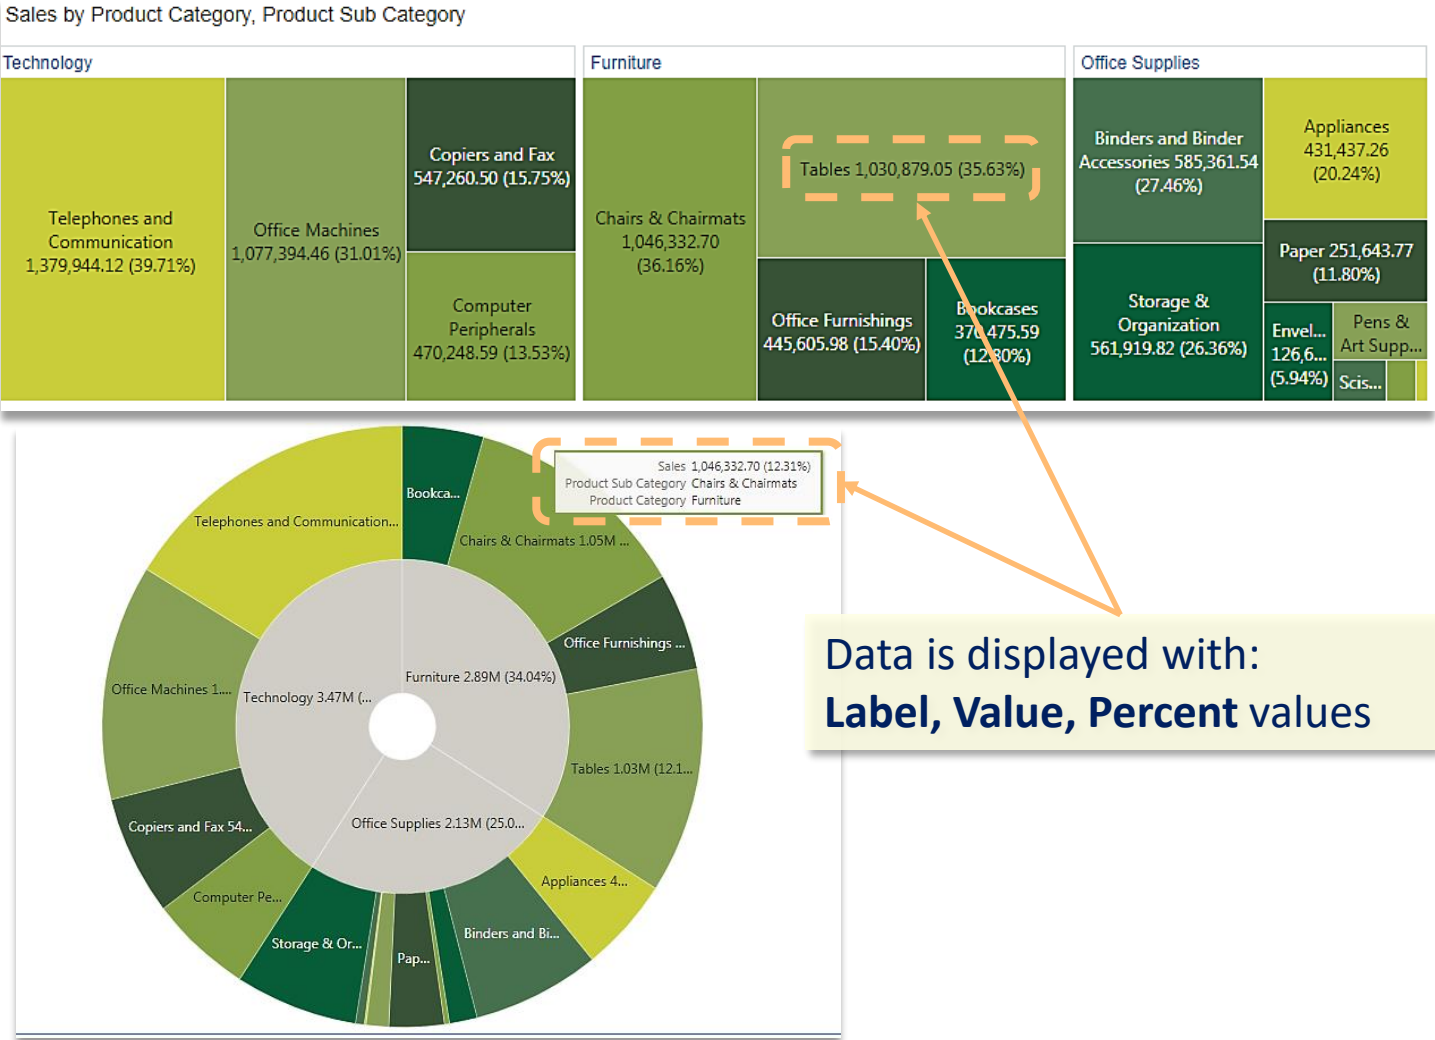 Sales by Product Category, Product Sub Category
Technology
Furniture
Office Supplies
Telephones and
Communication
1,379,944.12 (39.71%)
Office Machines
1,077,394.46 (31.01%)
Copiers and Fax
547,260.50 (15.75%)
Computer
Peripherals
470,248.59 (13.53%)
Chairs & Chairmats
1,046,332.70
(36.16%)
Tables 1,030,879.05 (35.63%)
Office Furnishings
445,605.98 (15.40%)
Bookcases
370,475.59
(12.80%)
Binders and Binder
Accessories 585,361.54
(27.46%)
Storage &
Organization
561,919.82 (26.36%)
Appliances
431,437.26
(20.24%)
Paper 251,643.77
(11.80%)
Envel...
126,6...
(5.94%)
Pens &
Art Supp...
Scis...
Sales 1,046,332.70 (12.31%)
Product Sub Category Chairs & Chairmats
Product Category Furniture
Bookca...
Telephones and Communication...
Chairs & Chairmats 1.05M ...
Office Furnishings ...
Furniture 2.89M (34.04%)
Office Machines 1....
Technology 3.47M (...
Tables 1.03M (12.1...
Office Supplies 2.13M (25.0...
Copiers and Fax 54...
Appliances 4...
Computer Pe...
Binders and Bi...
Storage & Or...
Pap...
Data is displayed with:
Label, Value, Percent values